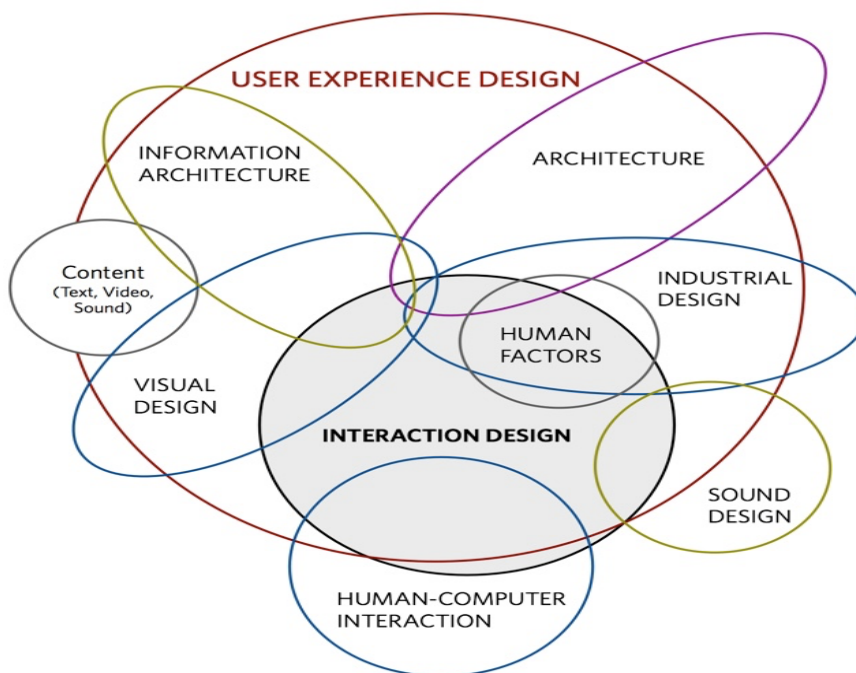 USER EXPERIENCE DESIGN
INFORMATION
ARCHITECTURE
ARCHITECTURE
Content
(Text, Video,
Sound)
INDUSTRIAL
DESIGN
HUMAN
FACTORS
VISUAL
DESIGN
INTERACTION DESIGN
SOUND
DESIGN
HUMAN-COMPUTER
INTERACTION